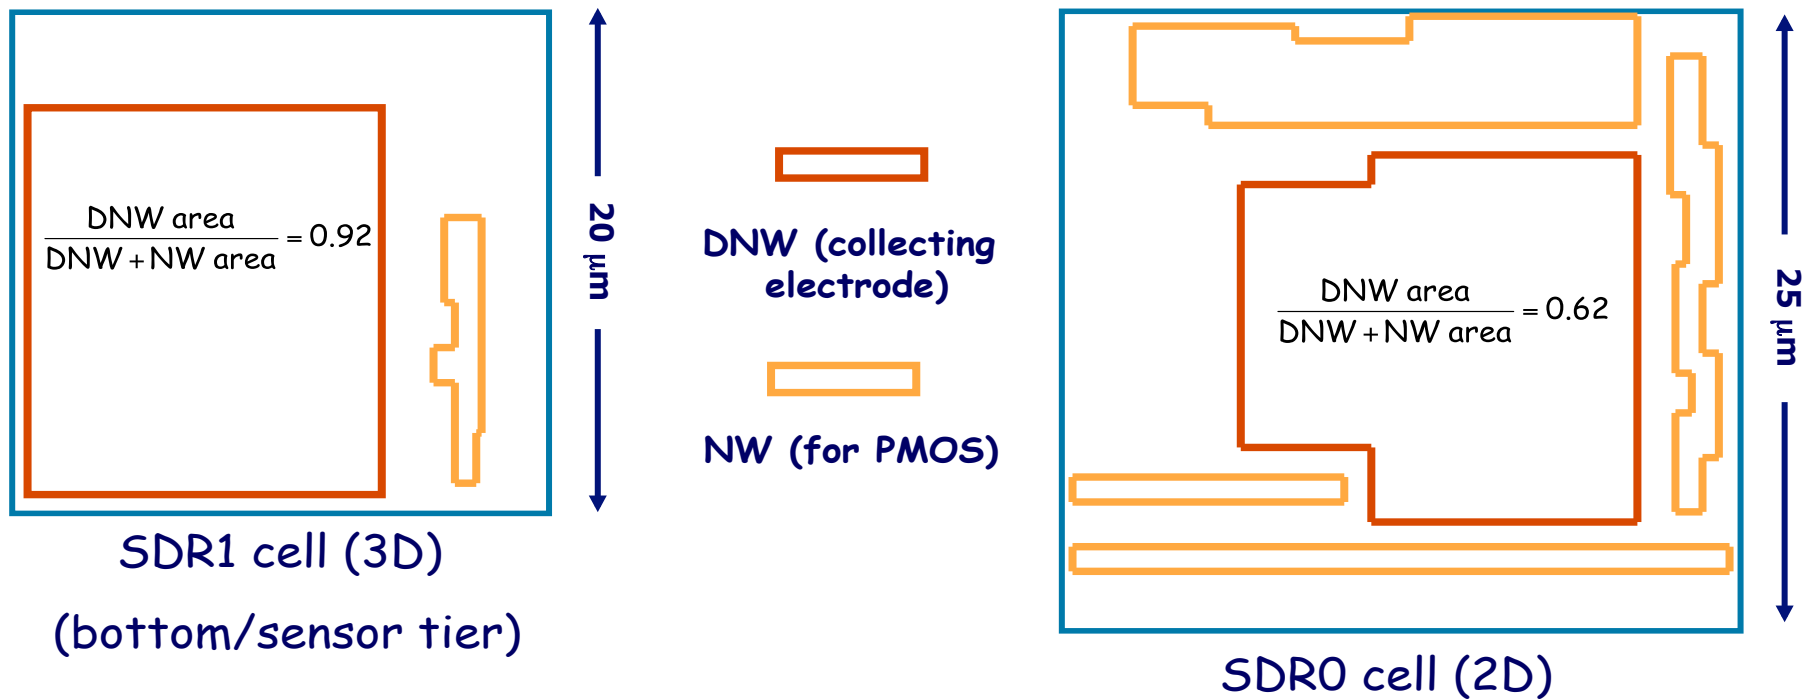 DNW area
DNW + NW area
= 0.92
20 μm
SDR1 cell (3D)
(bottom/sensor tier)
DNW (collecting
electrode)
NW (for PMOS)
DNW area
DNW + NW area
= 0.62
25 μm
SDR0 cell (2D)